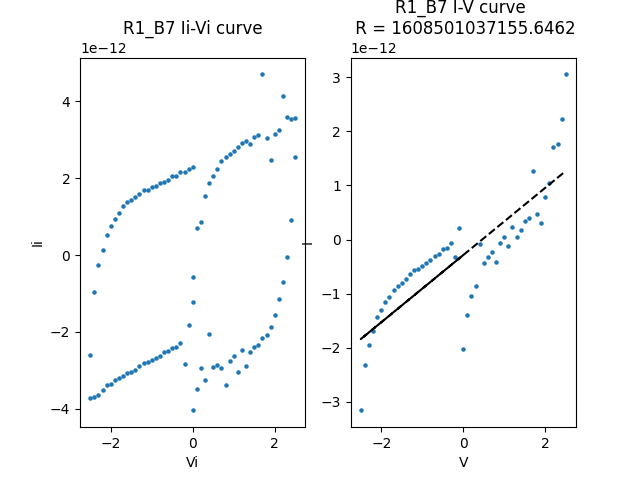 R1_B7 Ii-Vi curve
1e−12
Ii
4
2
0
−2
−4
−2
0
2
Vi
R1_B7 I-V curve
R = 1608501037155.6462
1e−12
I
3
2
1
0
−1
−2
−3
−2
0
2
V